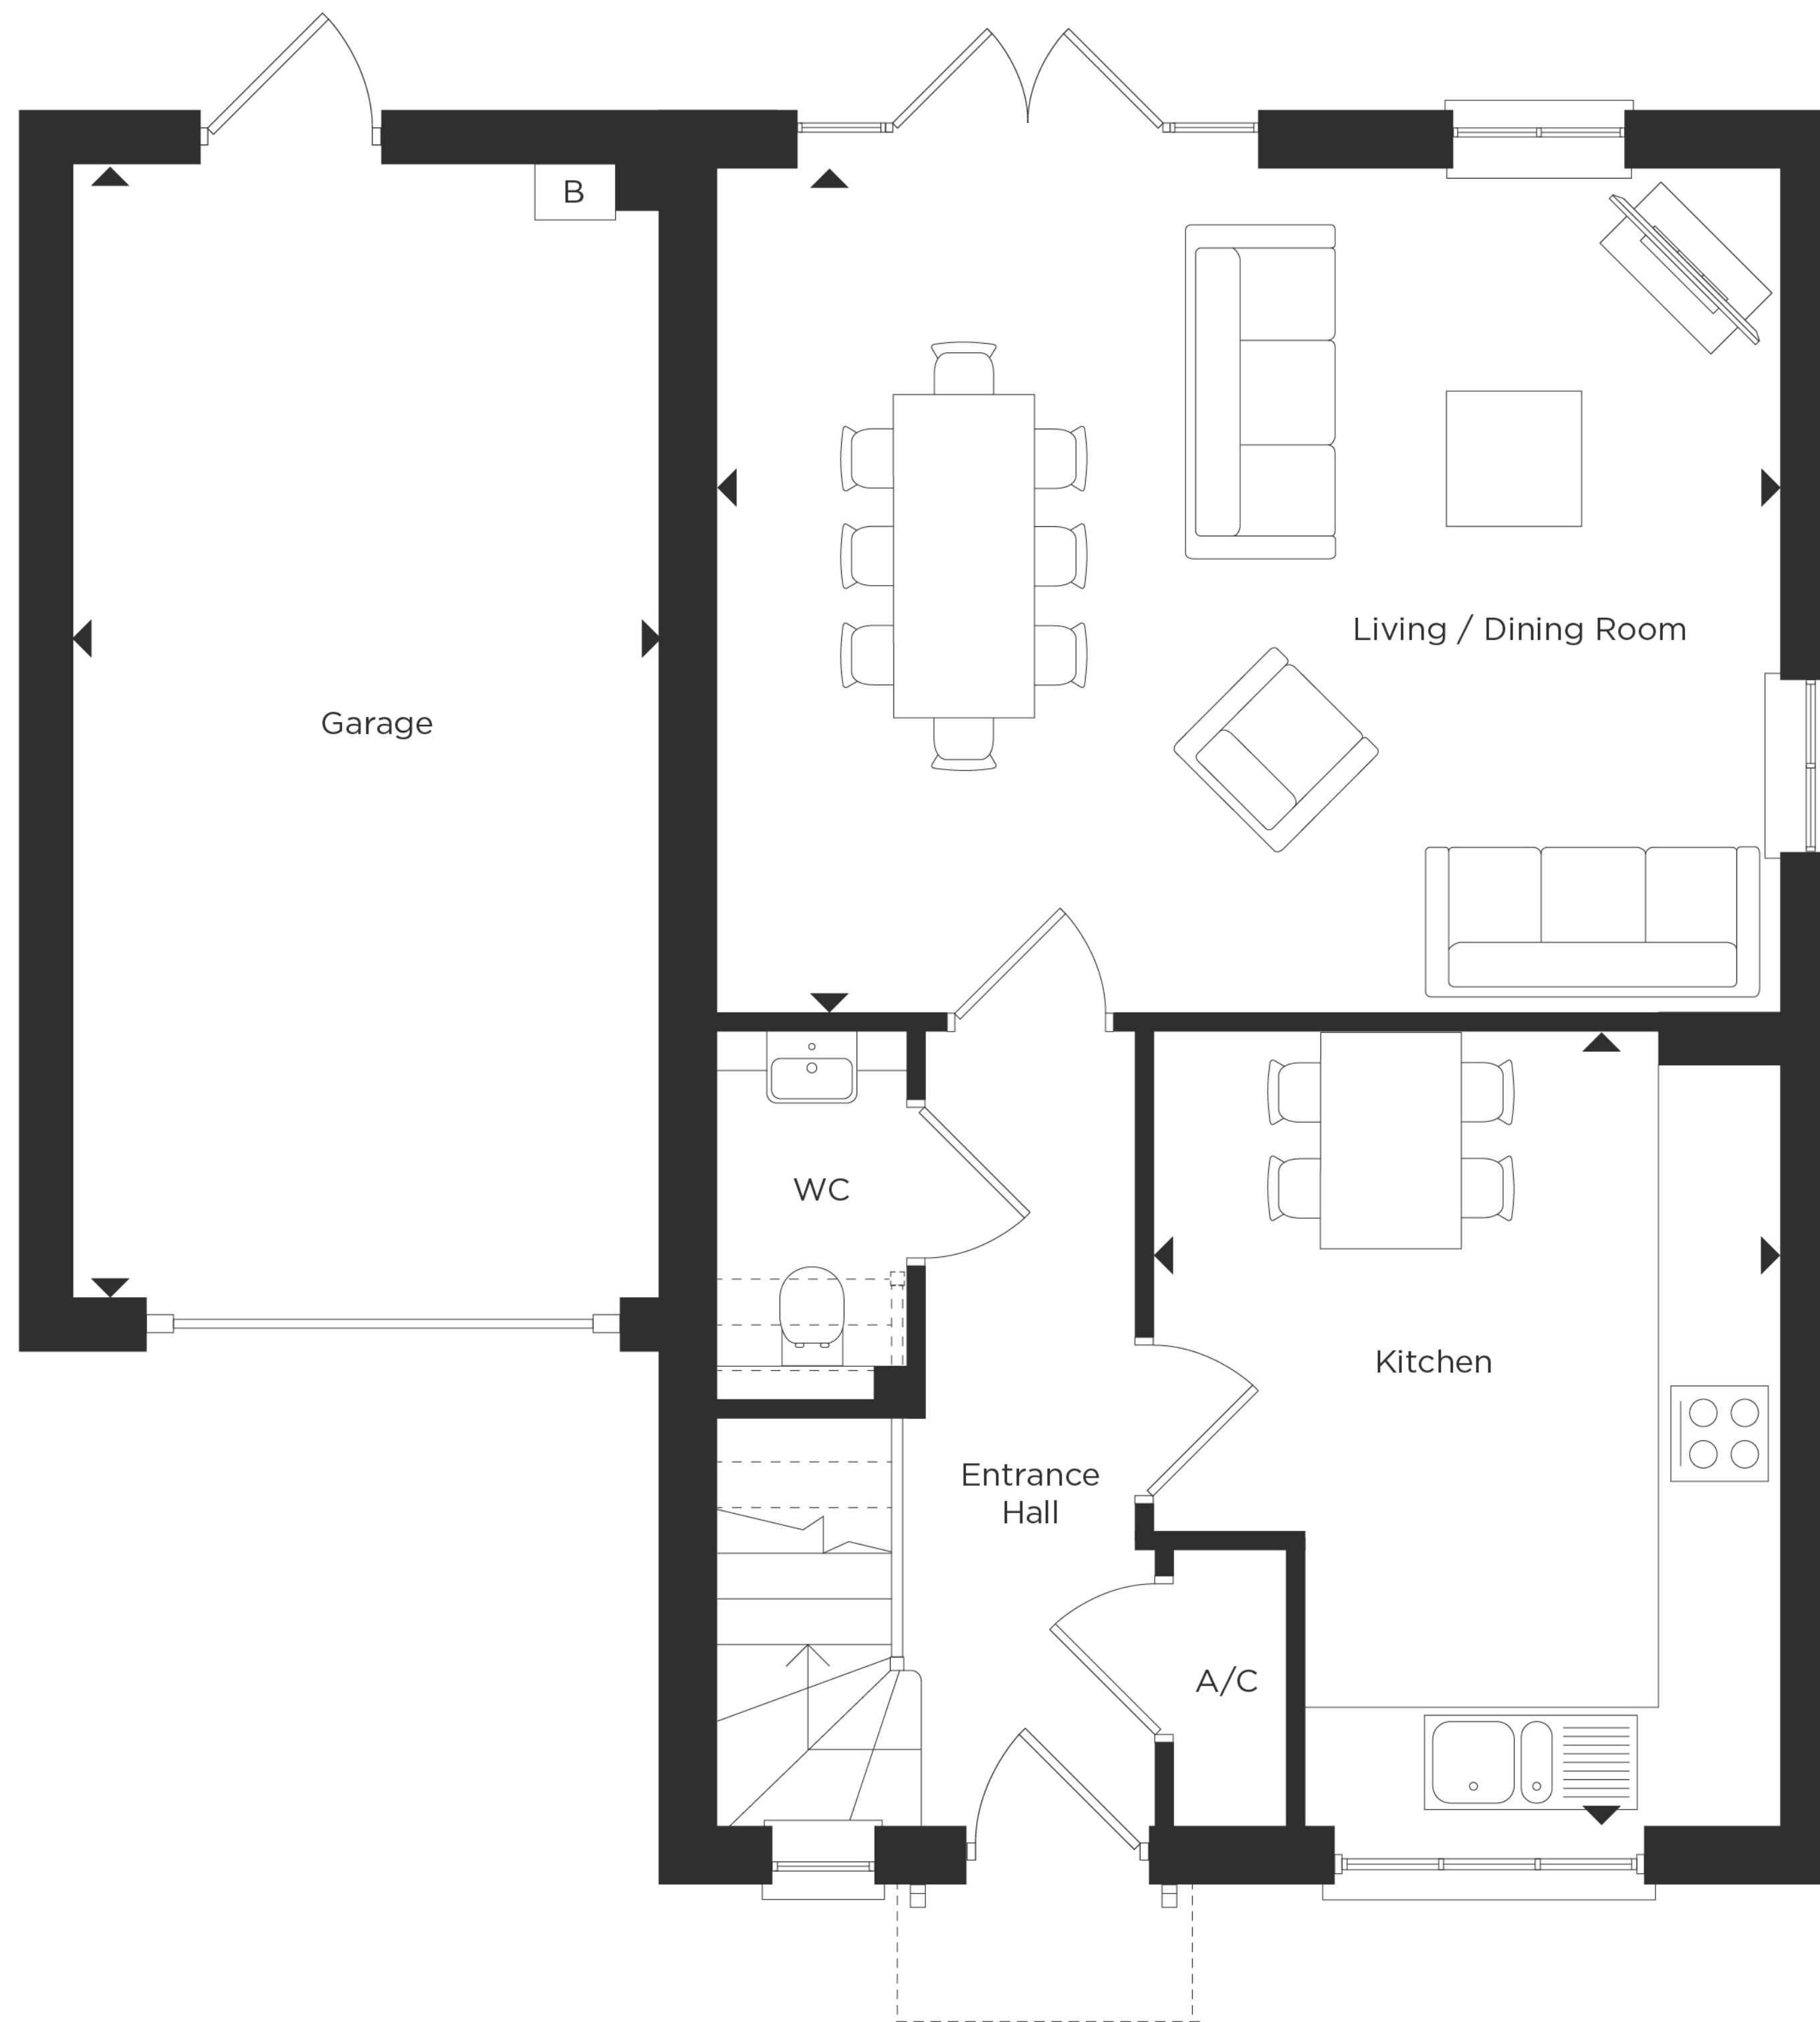 B
Living / Dining Room
Garage
WC
Kitchen
Entrance
Hall
A/C